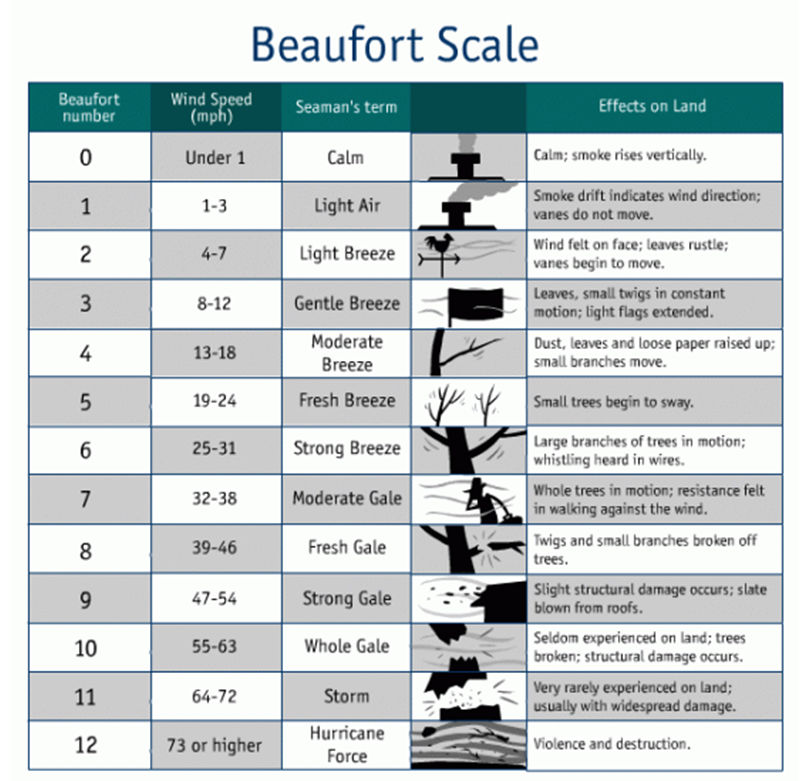 Beaufort Scale
Beaufort
number
Wind Speed
(mph)
Seaman's term
Effects on Land
0
Under 1
Calm
Calm; smoke rises vertically.
1
1-3
Light Air
Smoke drift indicates wind direction;
vanes do not move.
2
4-7
Light Breeze
Wind felt on face; leaves rustle;
vanes begin to move.
3
8-12
Gentle Breeze
Leaves, small twigs in constant
motion; light flags extended.
4
13-18
Moderate
Breeze
Dust, leaves and loose paper raised up;
small branches move.
5
19-24
Fresh Breeze
Small trees begin to sway.
6
25-31
Strong Breeze
Large branches of trees in motion;
whistling heard in wires.
7
32-38
Moderate Gale
Whole trees in motion; resistance felt
in walking against the wind.
8
39-46
Fresh Gale
Twigs and small branches broken off
trees.
9
47-54
Strong Gale
Slight structural damage occurs; slate
blown from roofs.
10
55-63
Whole Gale
Seldom experienced on land; trees
broken; structural damage occurs.
11
64-72
Storm
Very rarely experienced on land;
usually with widespread damage.
12
73 or higher
Hurricane
Force
Violence and destruction.